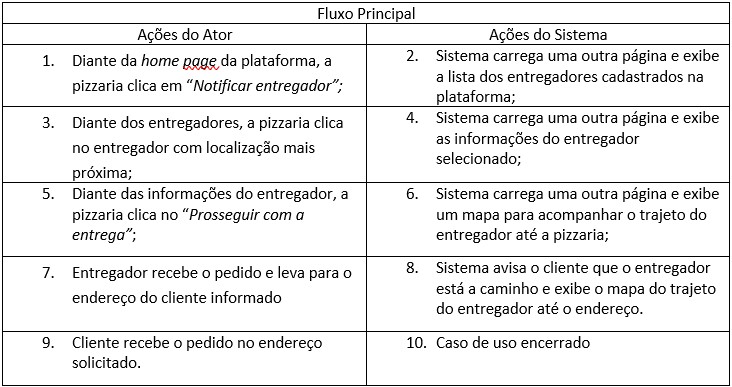 Fluxo Principal
Ações do Ator
Ações do Sistema
1. Diante da home page da plataforma, a
pizzaria clica em “Notificar entregador”;
2. Sistema carrega uma outra página e exibe
a lista dos entregadores cadastrados na
plataforma;
3. Diante dos entregadores, a pizzaria clica
no entregador com localização mais
próxima;
4. Sistema carrega uma outra página e exibe
as informações do entregador
selecionado;
5. Diante das informações do entregador, a
pizzaria clica no “Prosseguir com a
entrega”;
6. Sistema carrega uma outra página e exibe
um mapa para acompanhar o trajeto do
entregador até a pizzaria;
7. Entregador recebe o pedido e leva para o
endereço do cliente informado
8. Sistema avisa o cliente que o entregador
está a caminho e exibe o mapa do trajeto
do entregador até o endereço.
9. Cliente recebe o pedido no endereço
solicitado.
10. Caso de uso encerrado